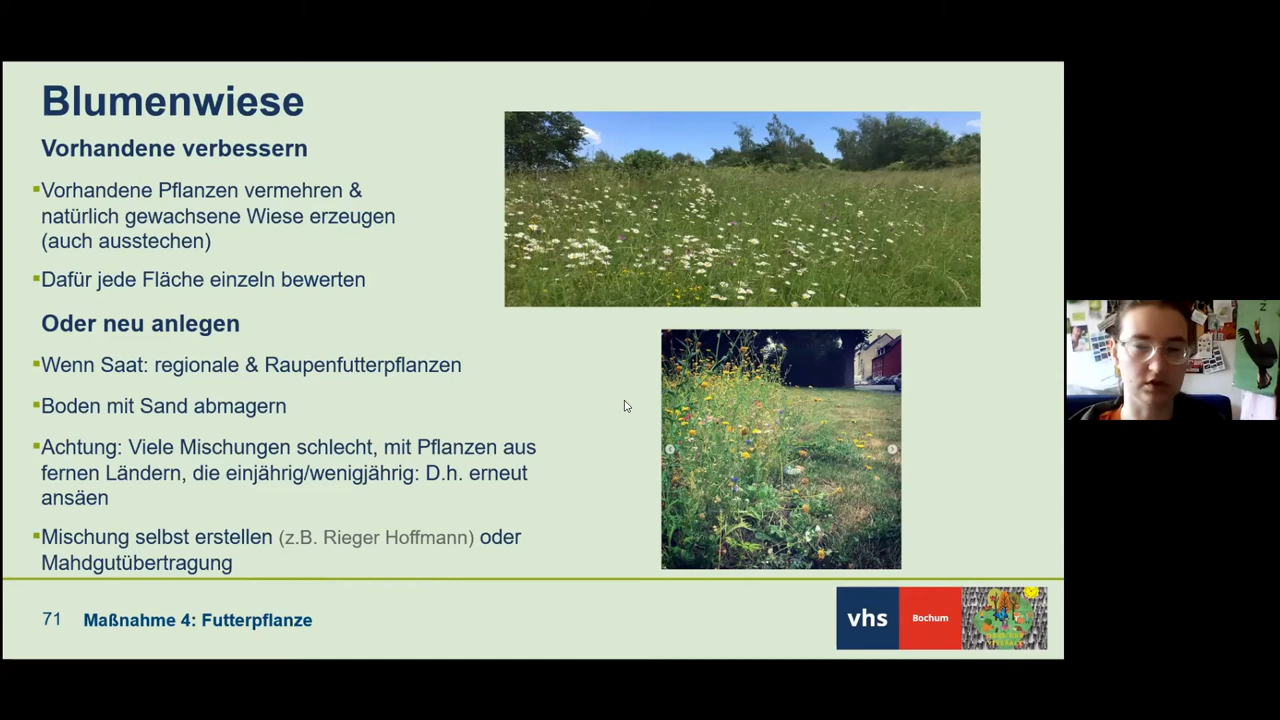 Blumenwiese
Vorhandene verbessern
Vorhandene Pflanzen vermehren &
natürlich gewachsene Wiese erzeugen
(auch ausstechen)
Dafür jede Fläche einzeln bewerten
Oder neu anlegen
Wenn Saat: regionale & Raupenfutterpflanzen
Boden mit Sand abmagern
Achtung: Viele Mischungen schlecht, mit Pflanzen aus
fernen Ländern, die einjährig/wenigjährig: D.h. erneut
ansäen
Mischung selbst erstellen (z.B. Rieger Hoffmann) oder
Mahdgutübertragung
71 Maßnahme 4: Futterpflanze
vhs Bochum